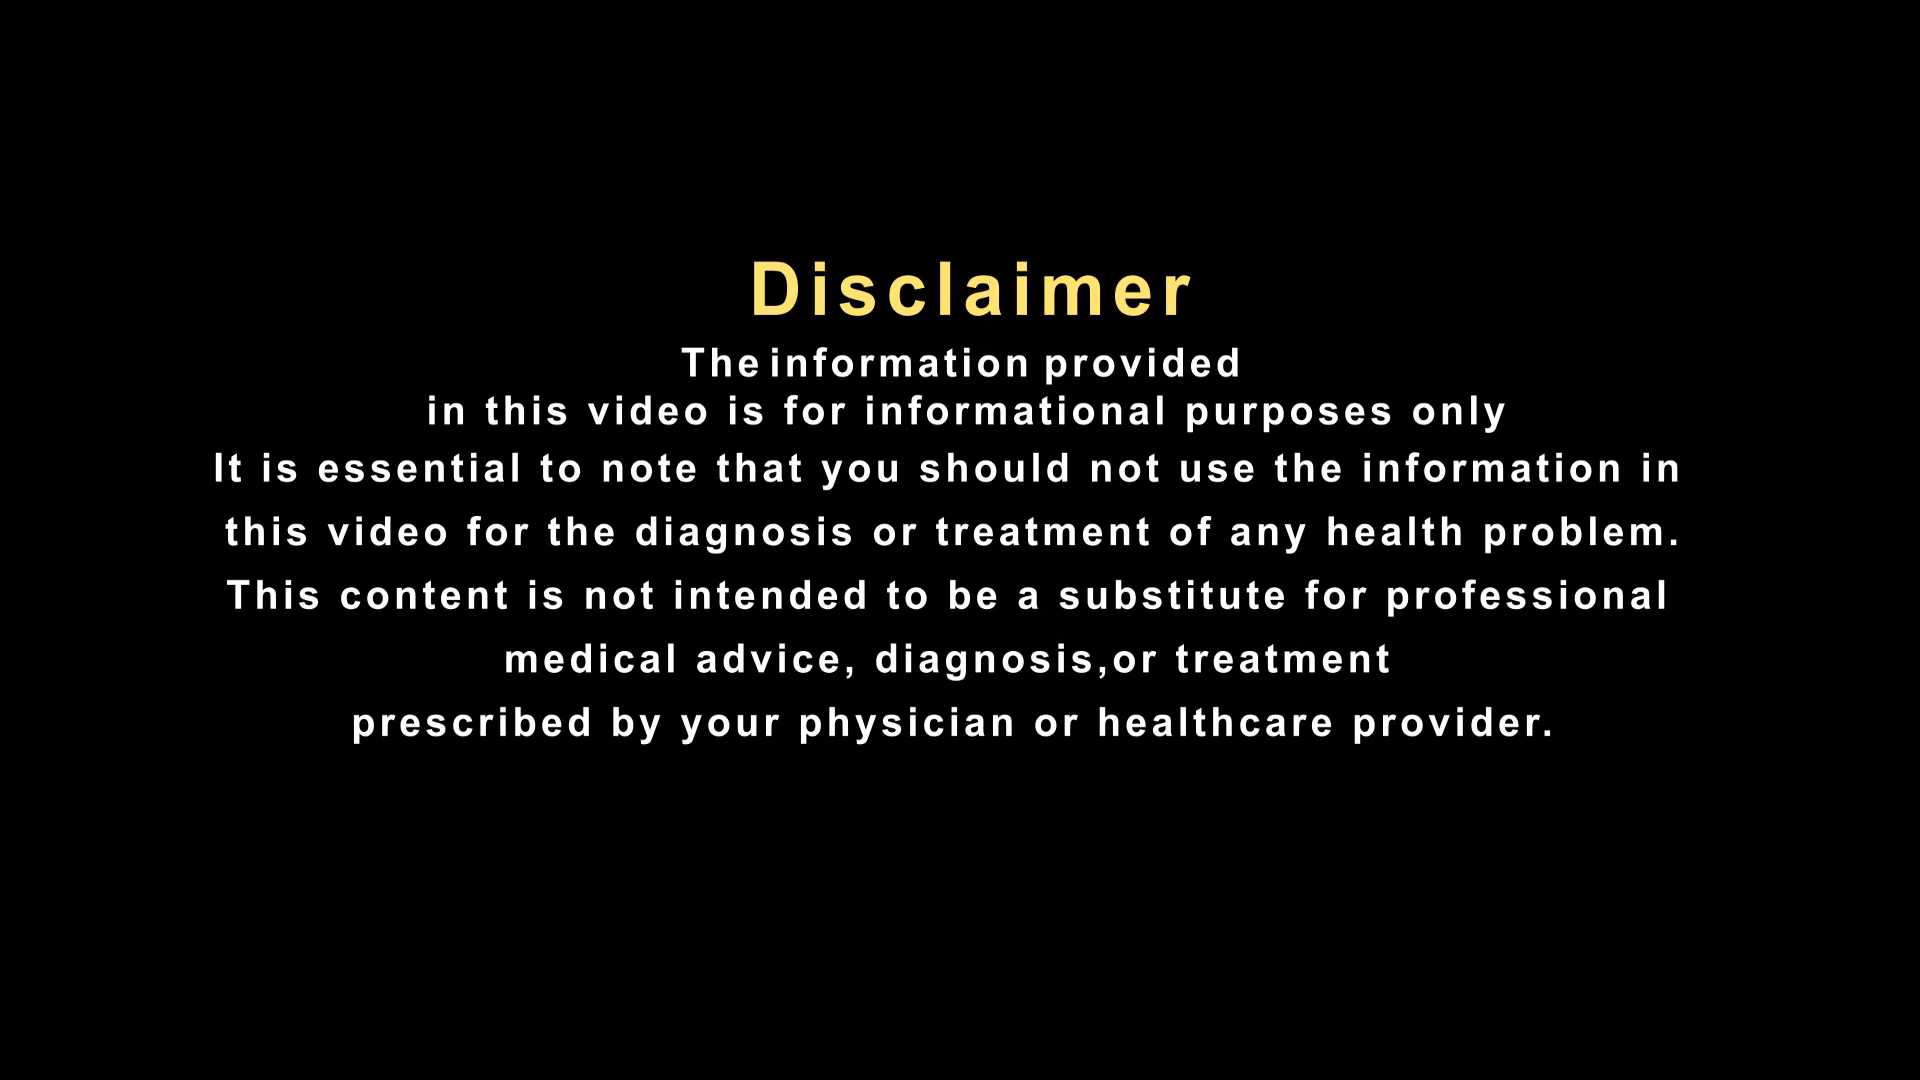 Disclaimer
The information provided
in this video is for informational purposes only
It is essential to note that you should not use the information in
this video for the diagnosis or treatment of any health problem.
This content is not intended to be a substitute for professional
medical advice, diagnosis,or treatment
prescribed by your physician or healthcare provider.